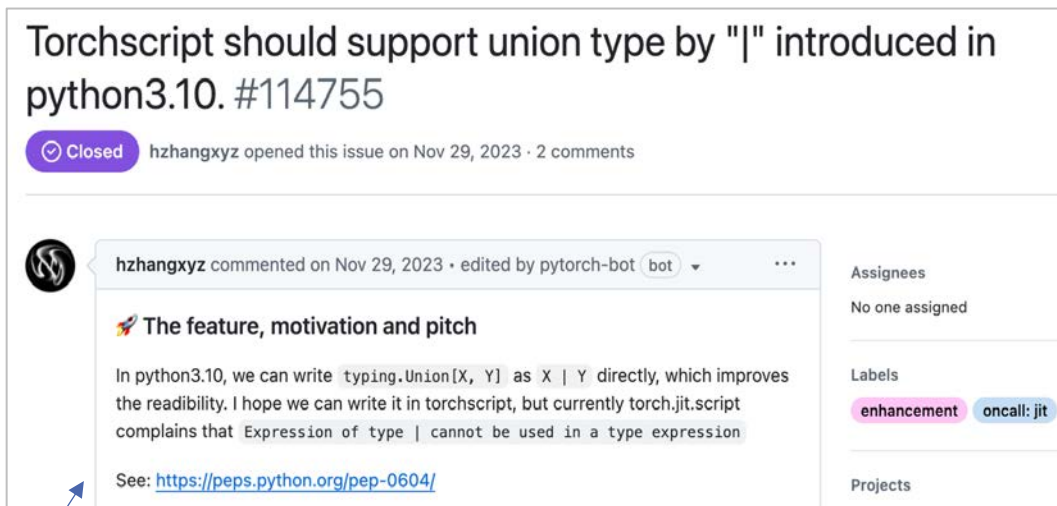 Torchscript should support union type by "|" introduced in
python3.10. #114755
Closed hzhangxyz opened this issue on Nov 29, 2023 · 2 comments
hzhangxyz commented on Nov 29, 2023 • edited by pytorch-bot bot ...
Assignees
No one assigned
🚀 The feature, motivation and pitch
In python3.10, we can write typing.Union[X, Y] as X | Y directly, which improves
the readibility. I hope we can write it in torchscript, but currently torch.jit.script
complains that Expression of type | cannot be used in a type expression
Labels
enhancement oncall: jit
See: https://peps.python.org/pep-0604/
Projects